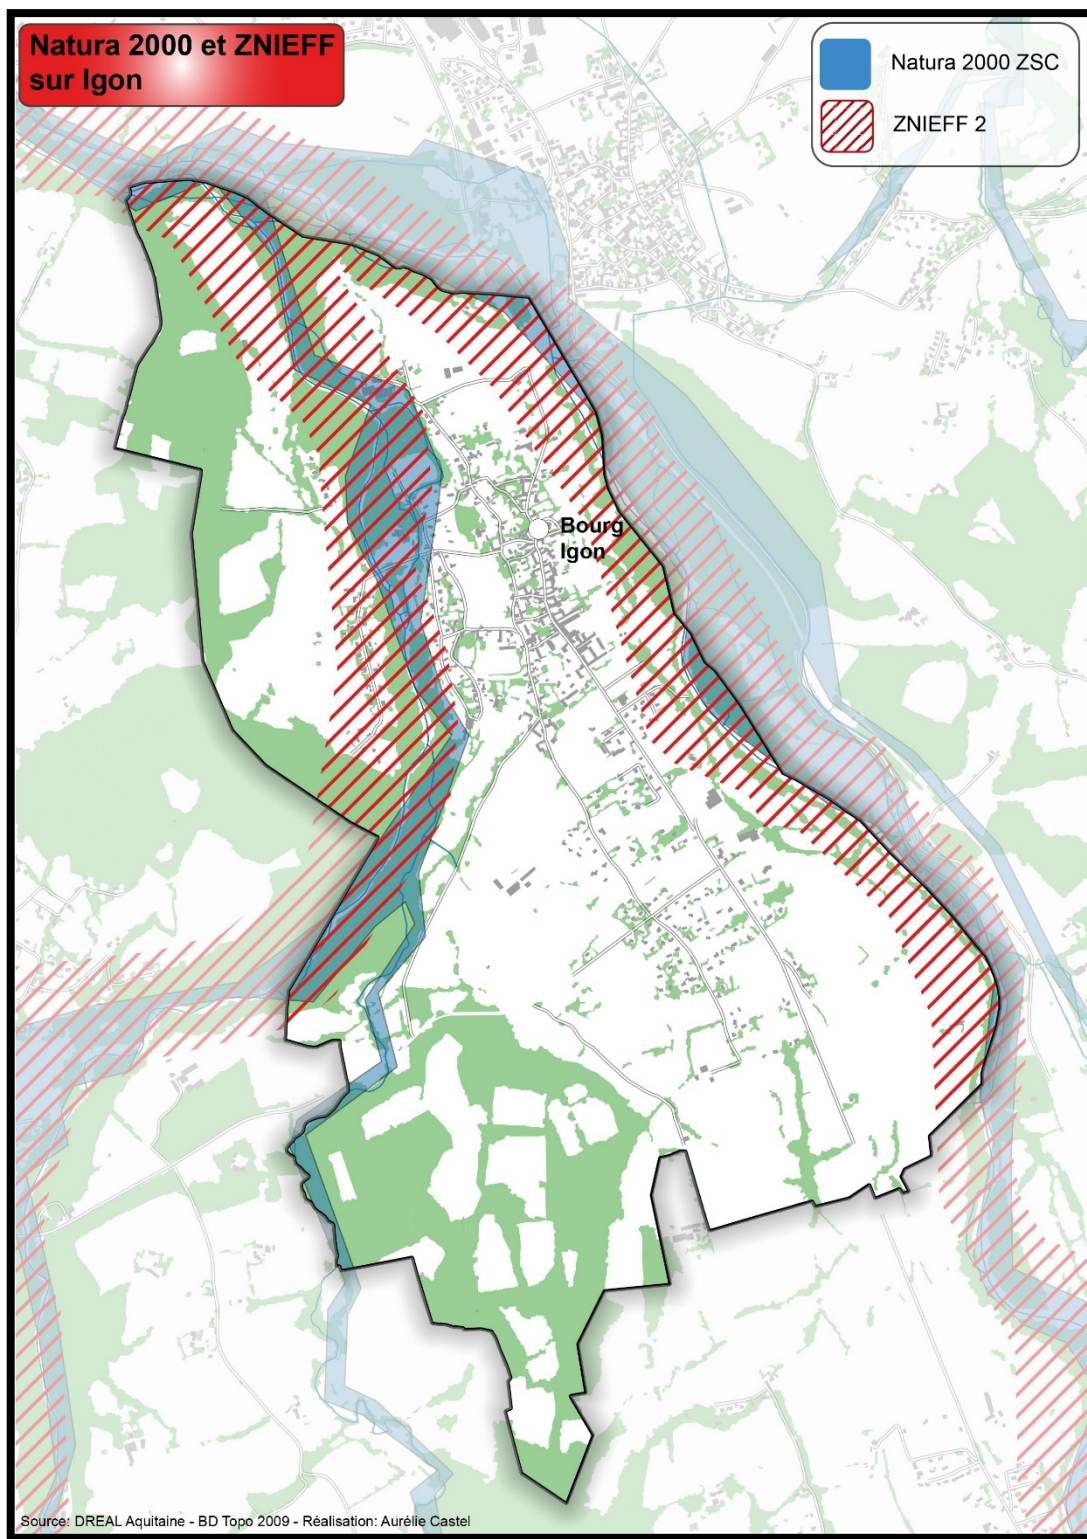 Natura 2000 et ZNIEFF
sur Igon
Natura 2000 ZSC
ZNIEFF 2
Bourg
Igon
Source: DREAL Aquitaine - BD Topo 2009 - Réalisation: Aurélie Castel